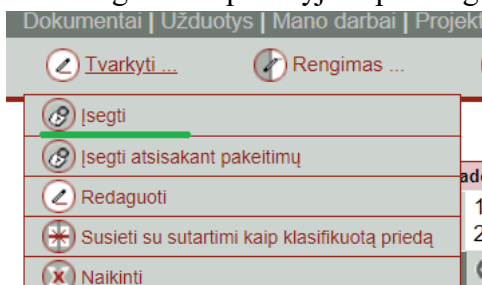 Dokumentai | Užduotys | Mano darbai | Projekt
Tvarkyti ... Rengimas ...
Įsegti
Įsegti atsisakant pakeitimų
Redaguoti
Susieti su sutartimi kaip klasifikuotą priedą
Naikinti